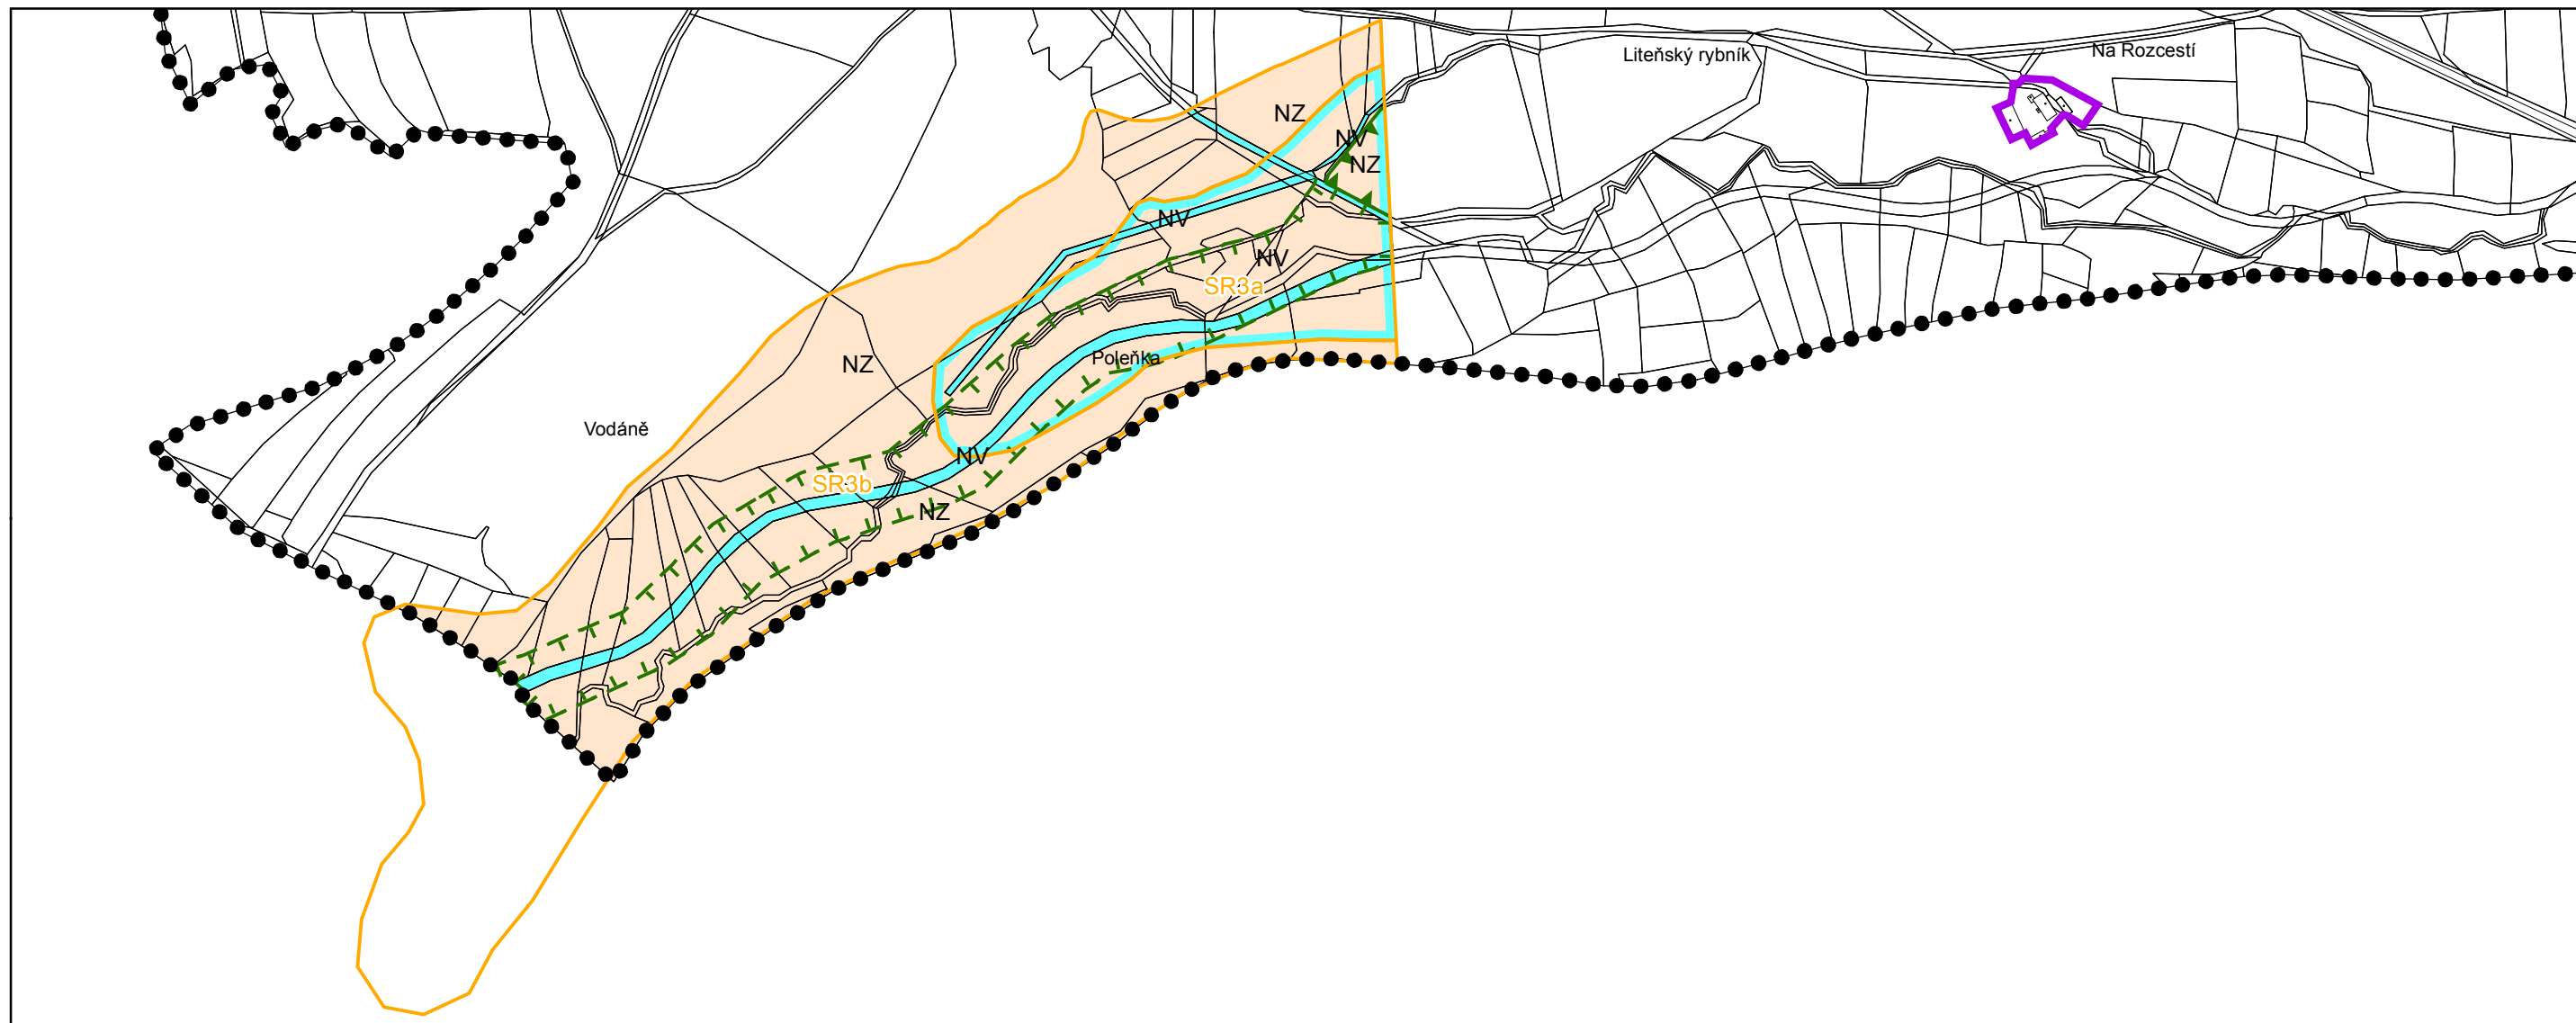 Na Rozcestí
Liteňský rybník
NZ
NV
NZ
NV
NV
SR3a
Poleňka
NZ
Vodáně
NV
SR3b
NZ